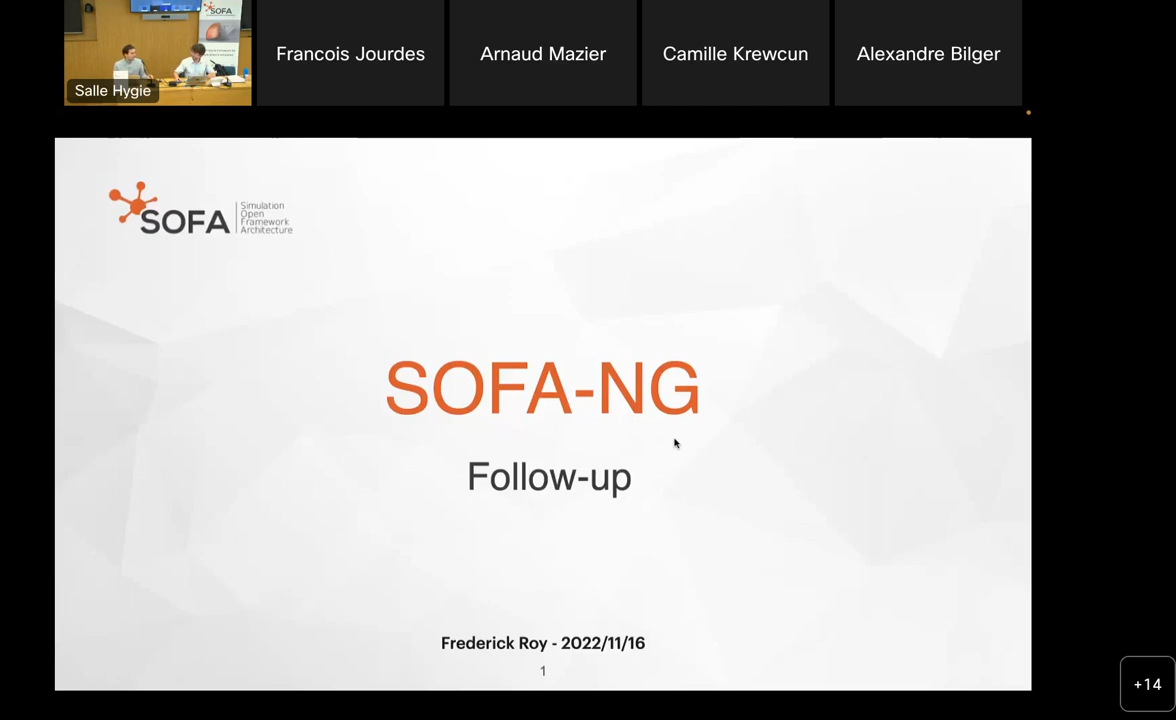 SOFA
Salle Hygie
Francois Jourdes
Arnaud Mazier
Camille Krewcun
Alexandre Bilger
SOFA
Simulation
Open
Framework
Architecture
SOFA-NG
Follow-up
Frederick Roy - 2022/11/16
1
+14